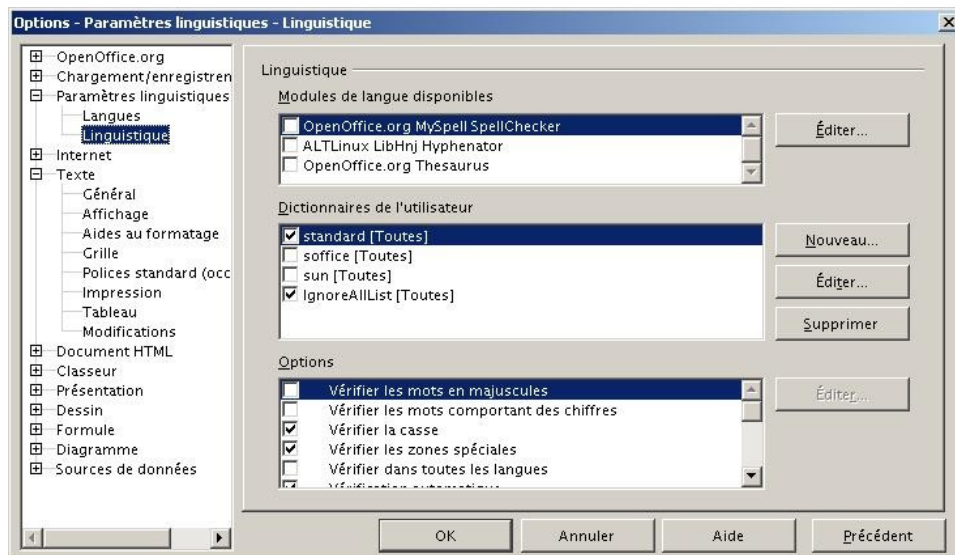 Options - Paramètres linguistiques - Linguistique
OpenOffice.org
Chargement/enregistren
Paramètres linguistiques
Langues
Linguistique
Internet
Texte
Général
Affichage
Aides au formatage
Grille
Polices standard (occ
Impression
Tableau
Modifications
Document HTML
Classeur
Présentation
Dessin
Formule
Diagramme
Sources de données
Linguistique
Modules de langue disponibles
OpenOffice.org MySpell SpellChecker
ALTLinux LibHnj Hyphenator
OpenOffice.org Thesaurus
Éditer...
Dictionnaires de l'utilisateur
standard [Toutes]
soffice [Toutes]
sun [Toutes]
IgnoreAllList [Toutes]
Nouveau...
Éditer...
Supprimer
Options
Vérifier les mots en majuscules
Vérifier les mots comportant des chiffres
Vérifier la casse
Vérifier les zones spéciales
Vérifier dans toutes les langues
Vérification automatique
Éditer...
OK
Annuler
Aide
Précédent